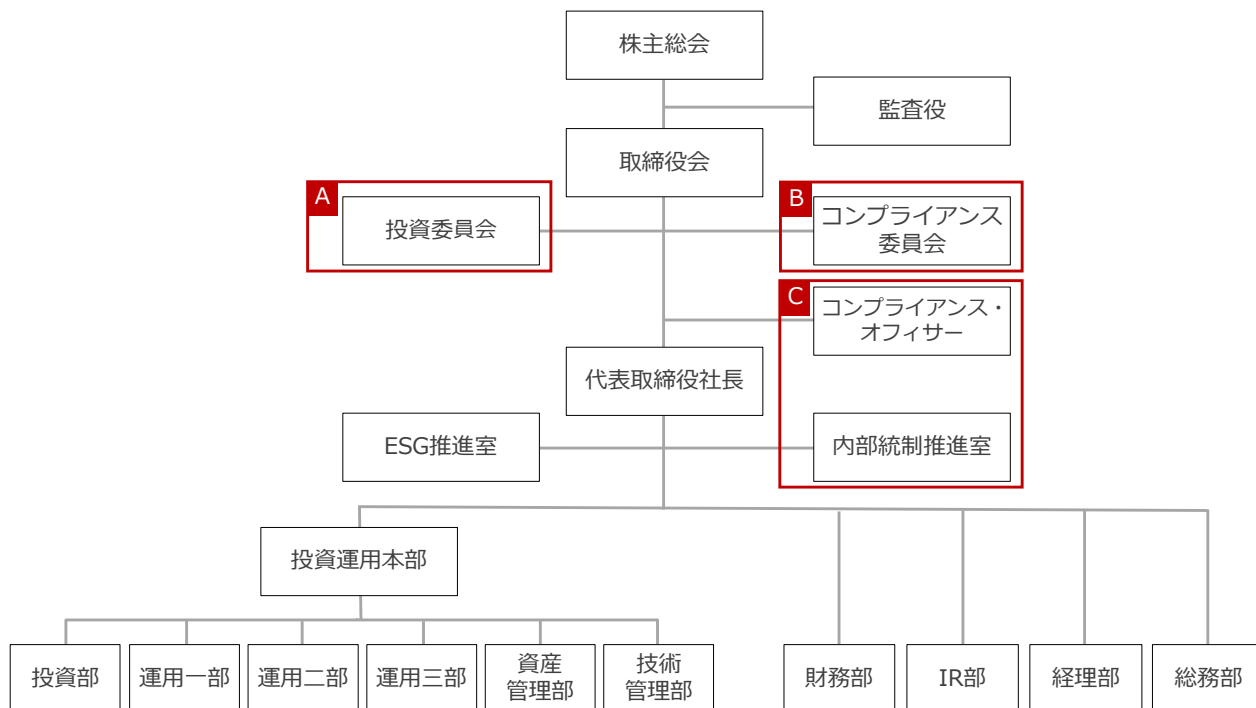 株主総会
監査役
取締役会
A
投資委員会
B
コンプライアンス
委員会
C
コンプライアンス・
オフィサー
代表取締役社長
ESG推進室
内部統制推進室
投資運用本部
投資部
運用一部
運用二部
運用三部
資産
管理部
技術
管理部
財務部
IR部
経理部
総務部